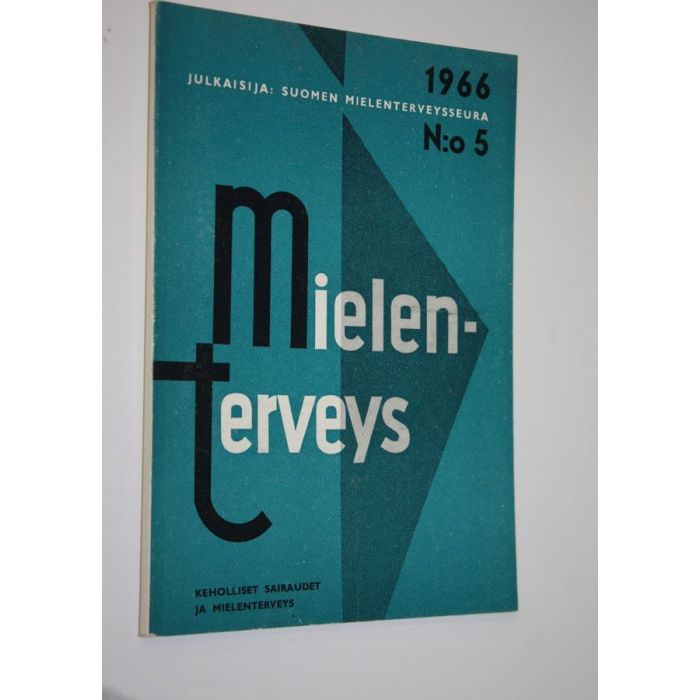 1966
JULKAISIJA: SUOMEN MIELENTERVEYSSEURA
N:o 5
mielen-
terveys
KEHOLLISET SAIRAUDET
JA MIELENTERVEYS